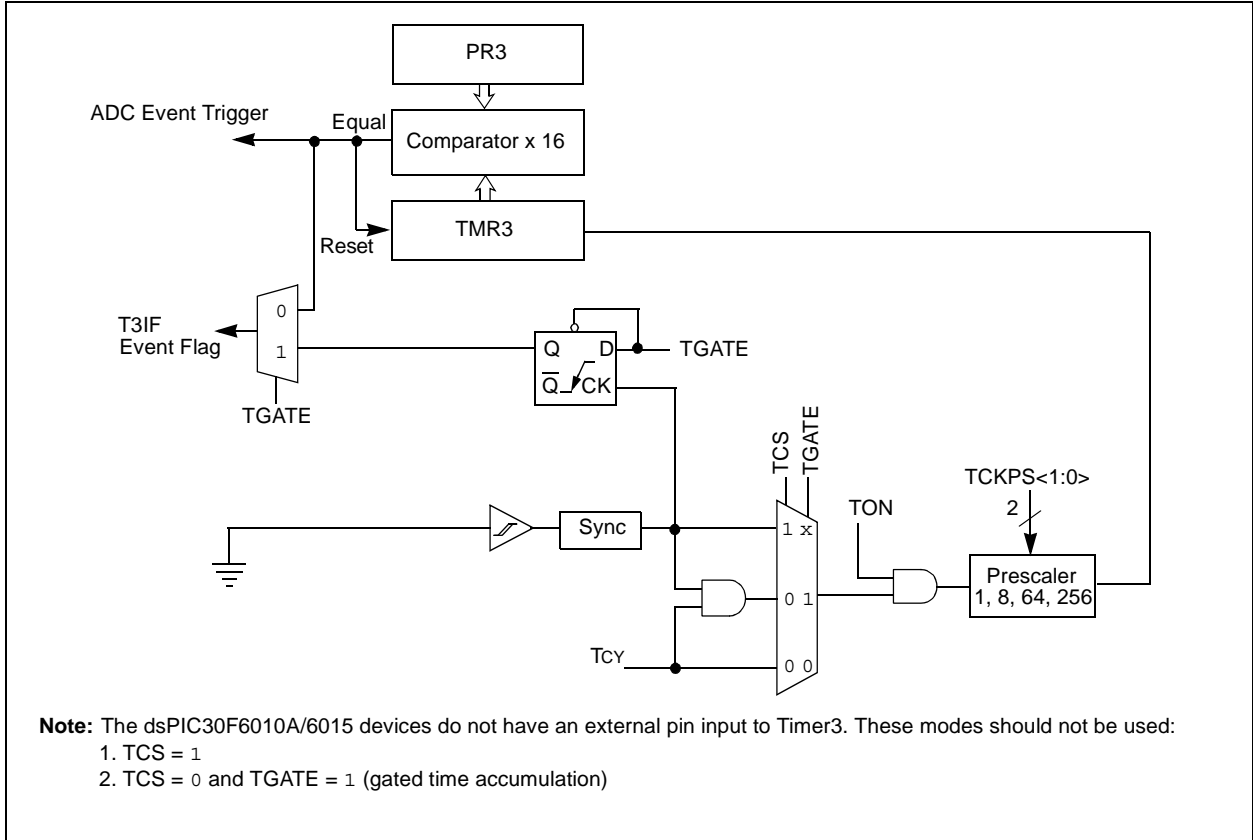 PR3
ADC Event Trigger
Equal
Comparator x 16
TMR3
Reset
0
T3IF
Event Flag
1
TGATE
Q D
TGATE
Q CK
TCS
TGATE
TCKPS<1:0>
2
TON
Sync
1 x
Prescaler
1, 8, 64, 256
0 1
TCY
0 0
Note: The dsPIC30F6010A/6015 devices do not have an external pin input to Timer3. These modes should not be used:
1. TCS = 1
2. TCS = 0 and TGATE = 1 (gated time accumulation)